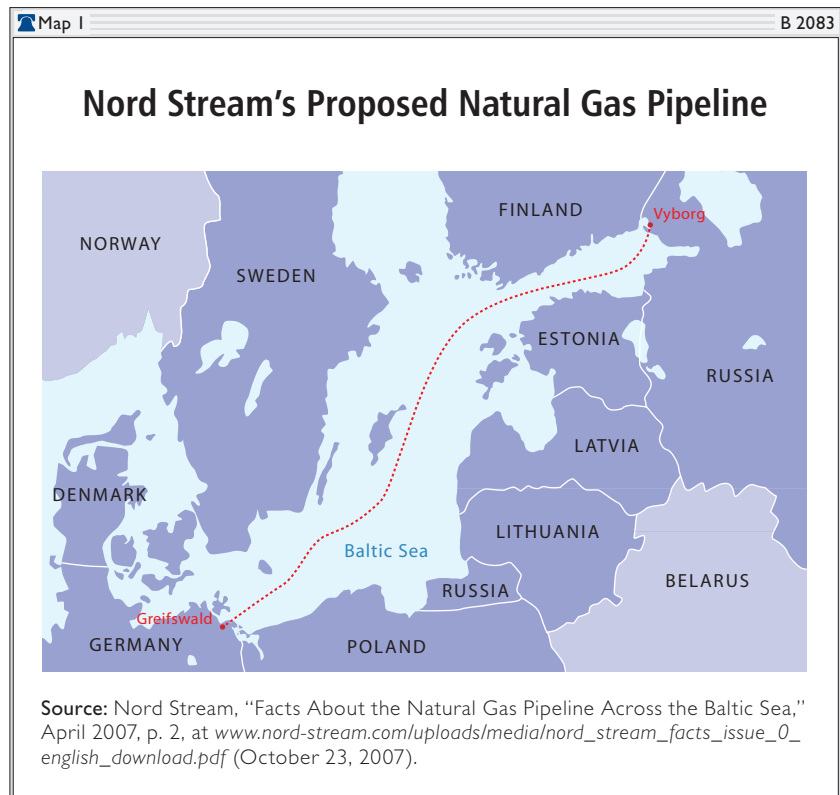 Map 1 B 2083
Nord Stream's Proposed Natural Gas Pipeline
FINLAND
Vyborg
NORWAY
SWEDEN
ESTONIA
RUSSIA
LATVIA
DENMARK
LITHUANIA
Baltic Sea
BELARUS
RUSSIA
Greifswald
GERMANY
POLAND
Source: Nord Stream, “Facts About the Natural Gas Pipeline Across the Baltic Sea,”
April 2007, p. 2, at www.nord-stream.com/uploads/media/nord_stream_facts_issue_0_
english_download.pdf (October 23, 2007).